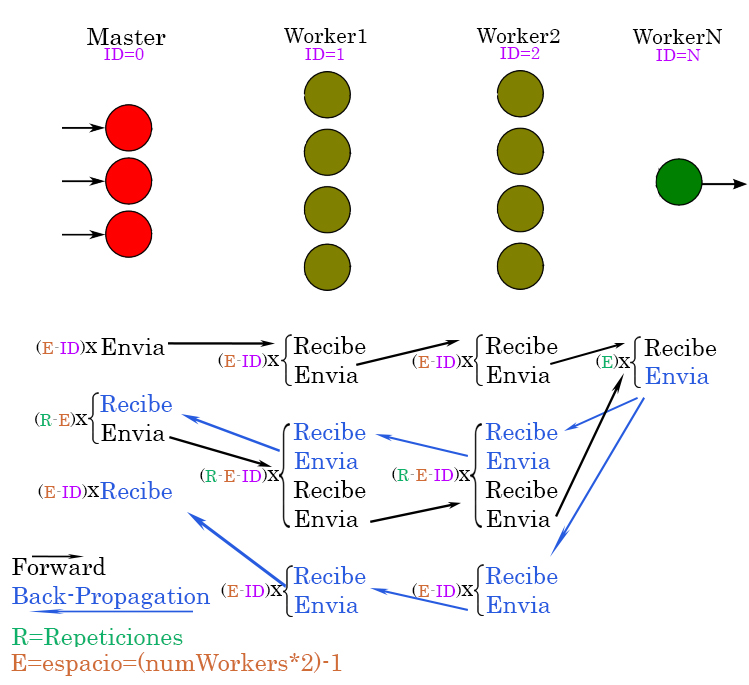 Master
ID=0
Worker1
ID=1
Worker2
ID=2
WorkerN
ID=N
(E-ID)x Envia
(E-ID)x
Recibe
Envia
(E-ID)x
Recibe
Envia
(E)x
Recibe
Envia
(R-E)x
Recibe
Envia
(R-E-ID)x
Recibe
Envia
Recibe
Envia
(R-E-ID)x
Recibe
Envia
Recibe
Envia
(E-ID)x Recibe
(E-ID)x
Recibe
Envia
(E-ID)x
Recibe
Envia
Forward
Back-Propagation
R=Repeticiones
E=espacio=(numWorkers*2)-1